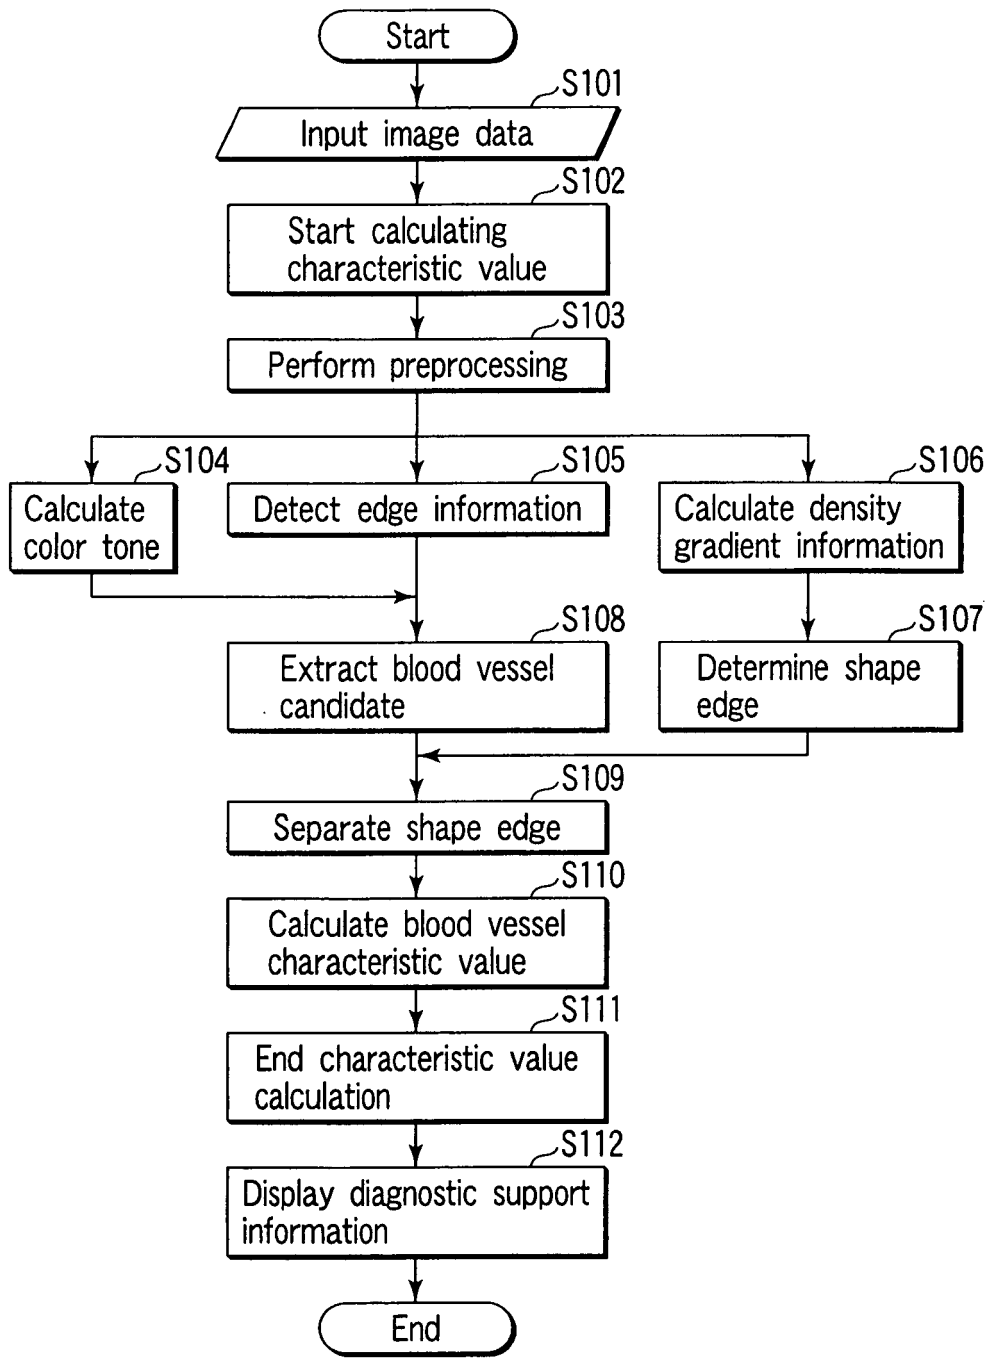 Start
S101
Input image data
S102
Start calculating
characteristic value
S103
Perform preprocessing
S104
Calculate
color tone
S105
Detect edge information
S106
Calculate density
gradient information
S108
Extract blood vessel
candidate
S107
Determine shape
edge
S109
Separate shape edge
S110
Calculate blood vessel
characteristic value
S111
End characteristic value
calculation
S112
Display diagnostic support
information
End